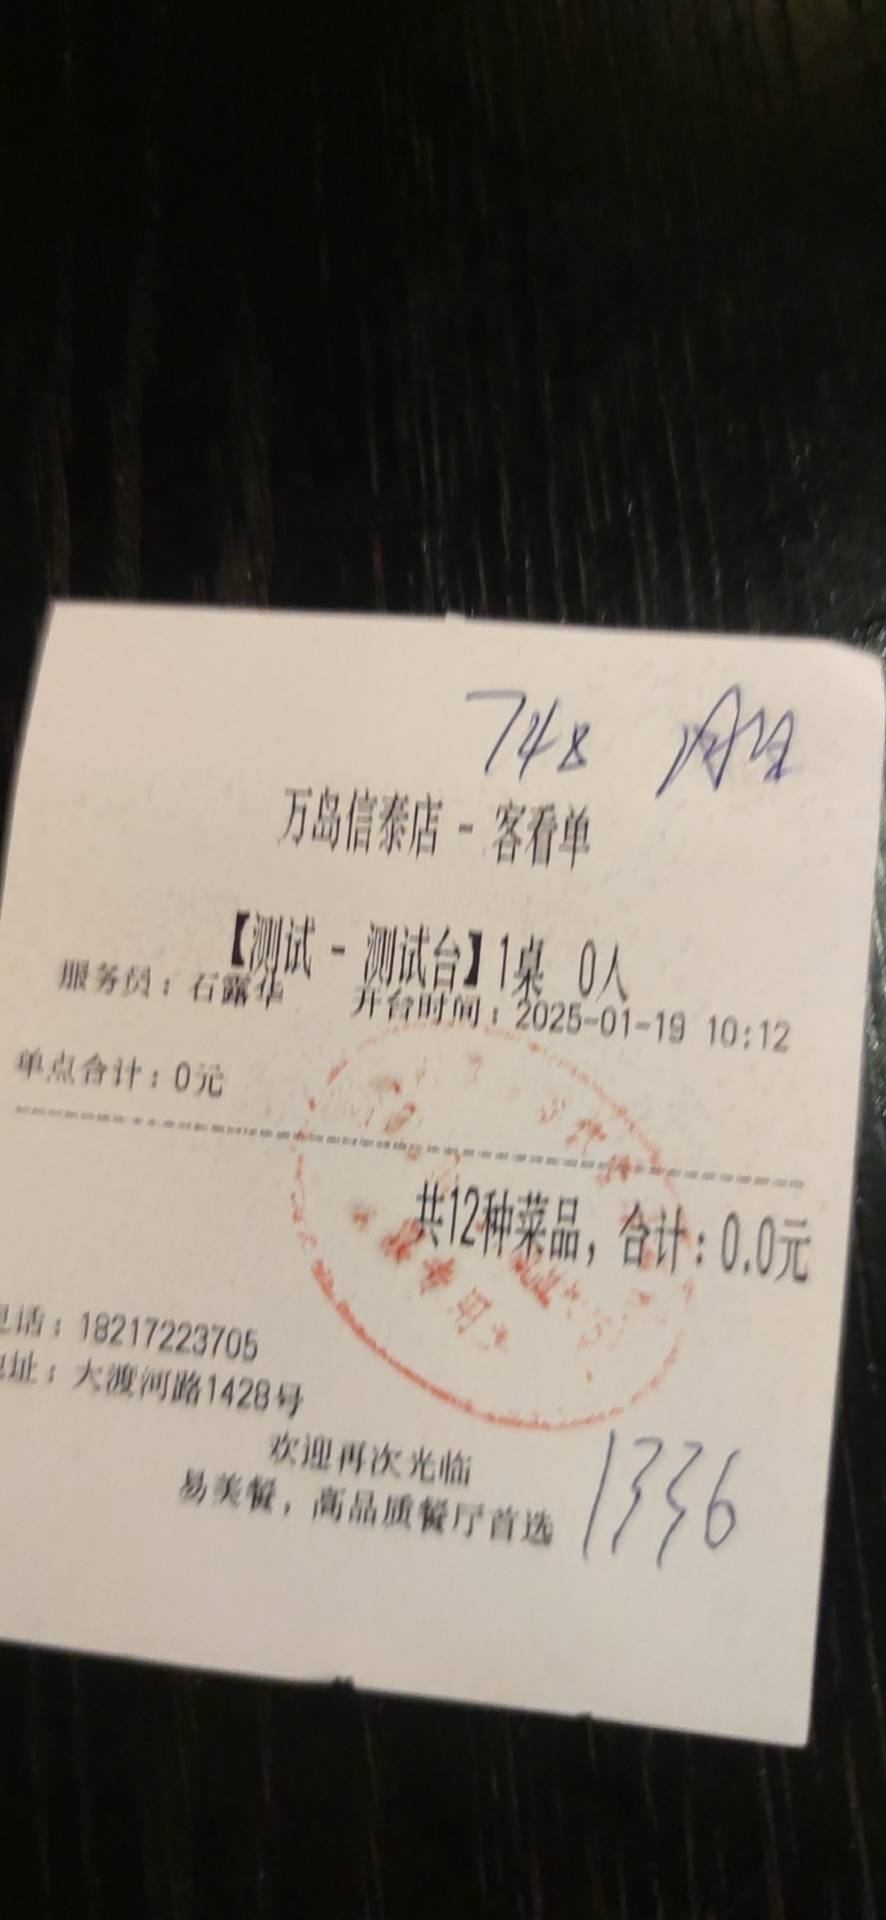 748
万岛信泰店 - 客看单
【测试 - 测试台】1桌 0人
服务员：石露华 开台时间：2025-01-19 10:12
单点合计：0元
共12种菜品，合计：0.0元
电话：18217223705
地址：大渡河路1428号
欢迎再次光临
易美餐，高品质餐厅首选
1336